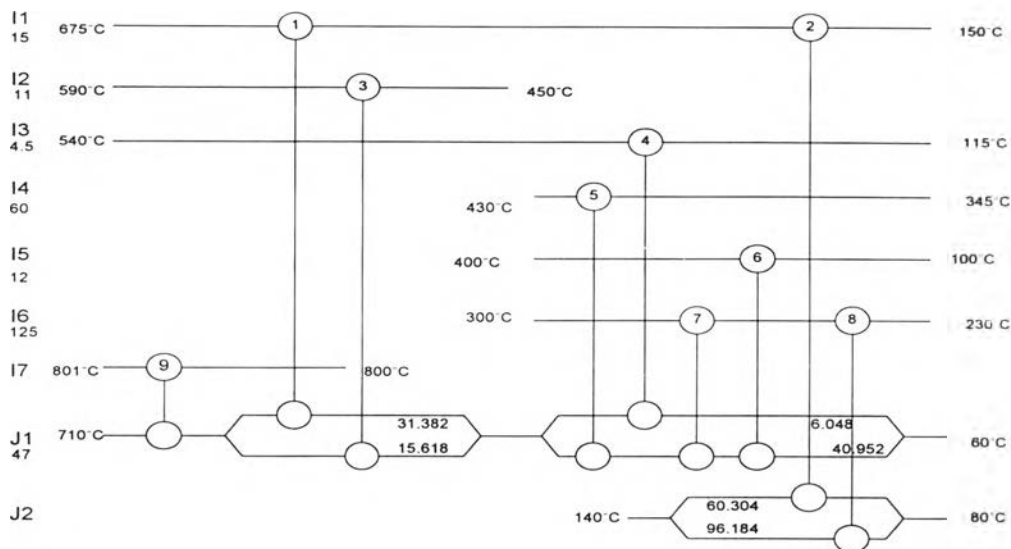 I1 675°C 1 2 150°C
15
I2 590°C 3 450°C
11
I3 540°C 4 115°C
4.5
I4 430°C 5 345°C
60
I5 400°C 6 100°C
12
I6 300°C 7 8 230°C
125
I7 801°C 9 800°C
31.382 6.048
J1 710°C 60°C
47 15.618 40.952
60.304
J2 140°C 80°C
96.184